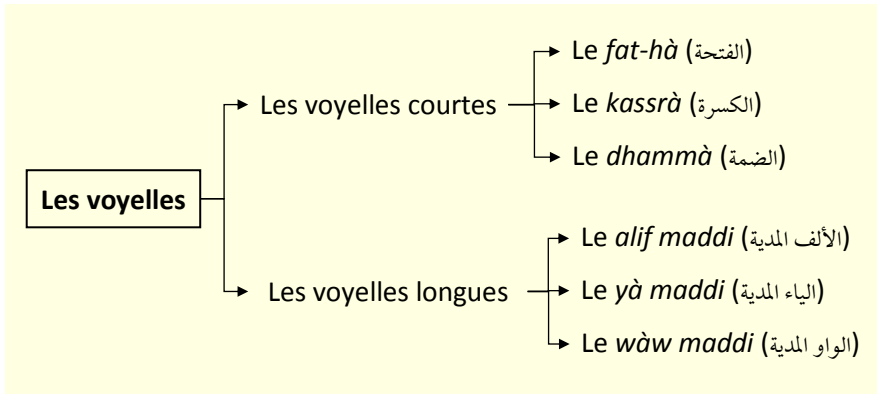 Les voyelles
Les voyelles courtes
Le fat-hà (الفتحة)
Le kassrà (الكسرة)
Le dhammà (الضمة)
Les voyelles longues
Le alif maddi (الألف المدية)
Le yà maddi (الياء المدية)
Le wàw maddi (الواو المدية)